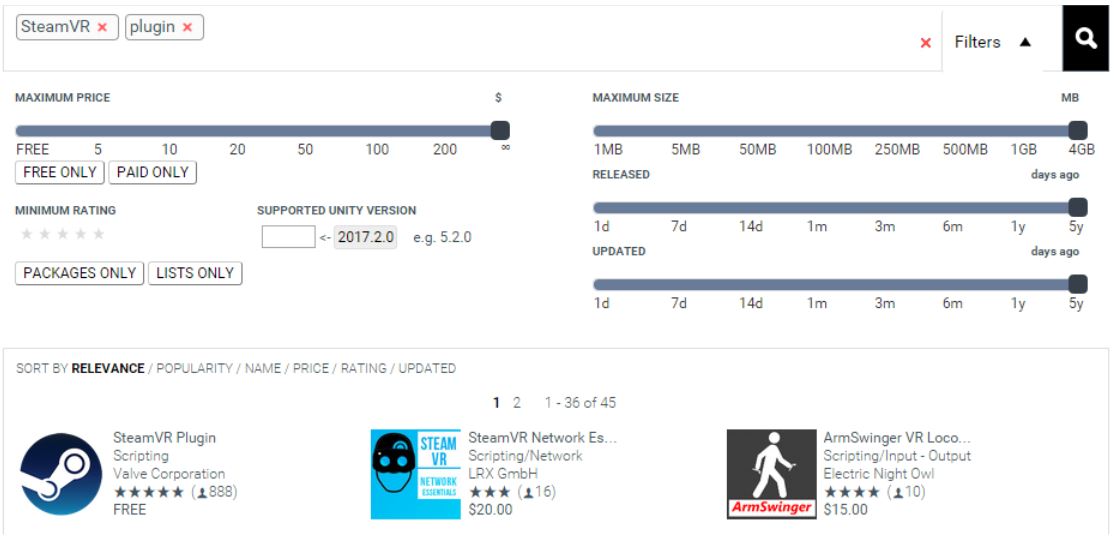 SteamVR × plugin ×
× Filters ▲
MAXIMUM PRICE $
FREE 5 10 20 50 100 200 ∞
FREE ONLY PAID ONLY
MINIMUM RATING SUPPORTED UNITY VERSION
<- 2017.2.0 e.g. 5.2.0
PACKAGES ONLY LISTS ONLY
MAXIMUM SIZE MB
1MB 5MB 50MB 100MB 250MB 500MB 1GB 4GB
RELEASED days ago
1d 7d 14d 1m 3m 6m 1y 5y
UPDATED days ago
1d 7d 14d 1m 3m 6m 1y 5y
SORT BY RELEVANCE / POPULARITY / NAME / PRICE / RATING / UPDATED
1 2 1 - 36 of 45
SteamVR Plugin
Scripting
Valve Corporation
★★★★★ (888)
FREE
STEAM
VR
NETWORK
ESSENTIALS
SteamVR Network Es...
Scripting/Network
LRX GmbH
★★★ (16)
$20.00
ArmSwinger
ArmSwinger VR Loco...
Scripting/Input - Output
Electric Night Owl
★★★★ (10)
$15.00